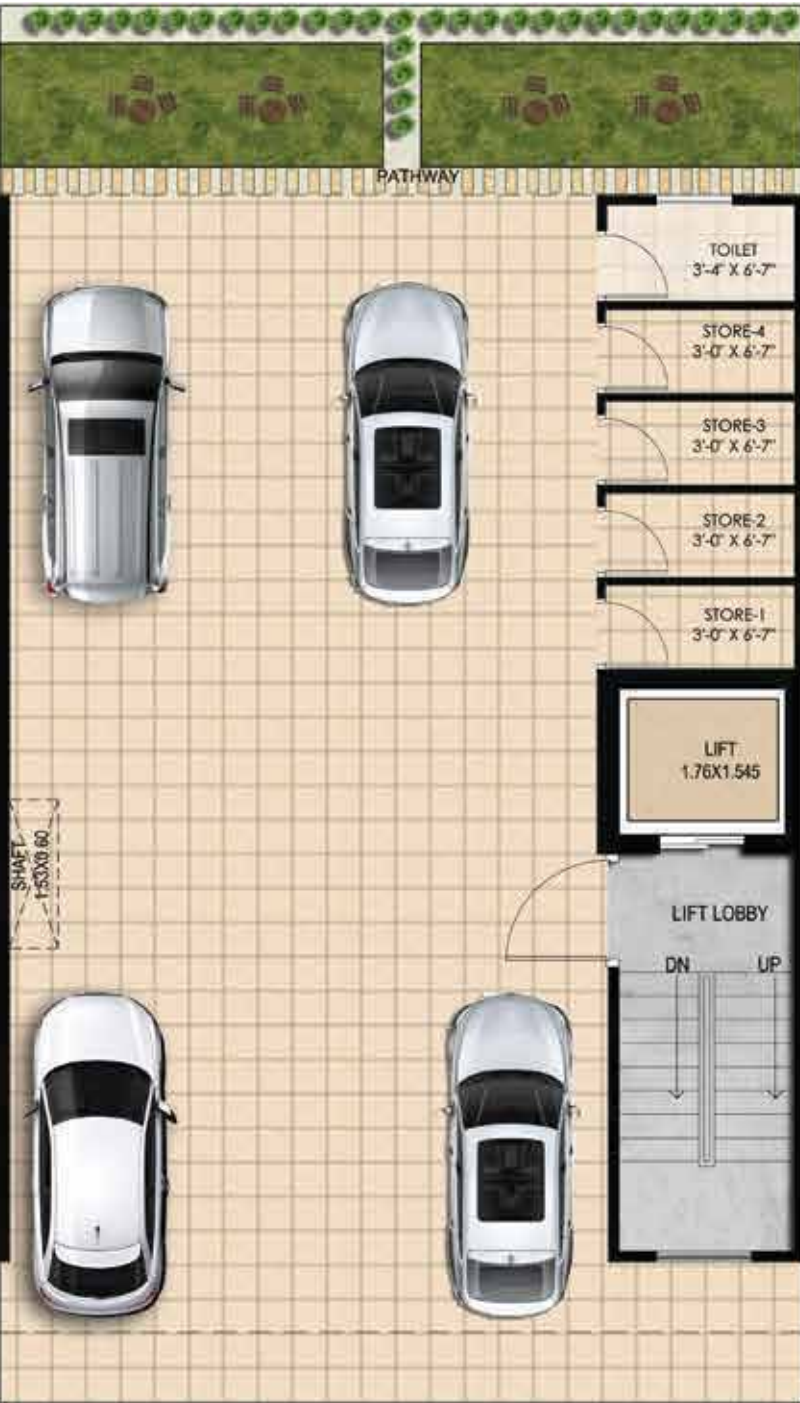 PATHWAY
TOILET
3'-4" X 6'-7"
STORE-4
3'-0" X 6'-7"
STORE-3
3'-0" X 6'-7"
STORE-2
3'-0" X 6'-7"
STORE-1
3'-0" X 6'-7"
LIFT
1.76X1.545
SHAFT
1.53X0.60
LIFT LOBBY
DN UP